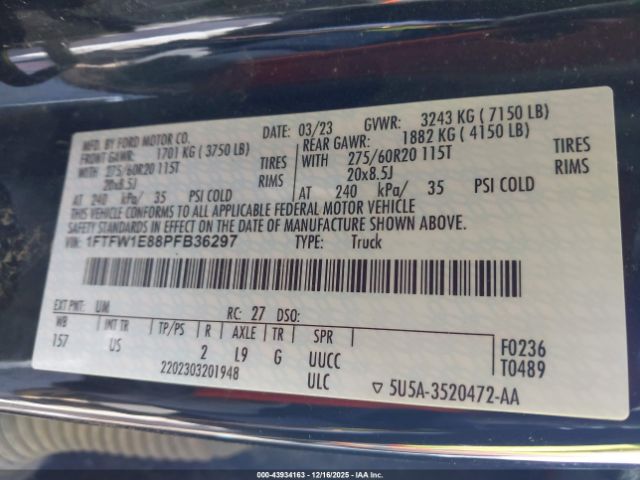 MFD. BY FORD MOTOR CO.
DATE: 03/23 GVWR: 3243 KG ( 7150 LB)
FRONT GAWR: 1701 KG ( 3750 LB)
REAR GAWR: 1882 KG ( 4150 LB)
WITH 275/60R20 115T TIRES
20x8.5J RIMS
AT 240 kPa/ 35 PSI COLD
WITH 275/60R20 115T TIRES
20x8.5J RIMS
AT 240 kPa/ 35 PSI COLD
THIS VEHICLE CONFORMS TO ALL APPLICABLE FEDERAL MOTOR VEHICLE
SAFETY STANDARDS IN EFFECT ON THE DATE OF MANUFACTURE SHOWN ABOVE.
VIN: 1FTFW1E88PFB36297 TYPE: Truck
EXT PNT: UM RC: 27 DSO:
WB INT TR TP/PS R AXLE TR SPR
157 US 2 L9 G UUCC
F0236
T0489
2202303201948 ULC
▽ 5U5A-3520472-AA
000-43934163 - 12/16/2025 - IAA Inc.